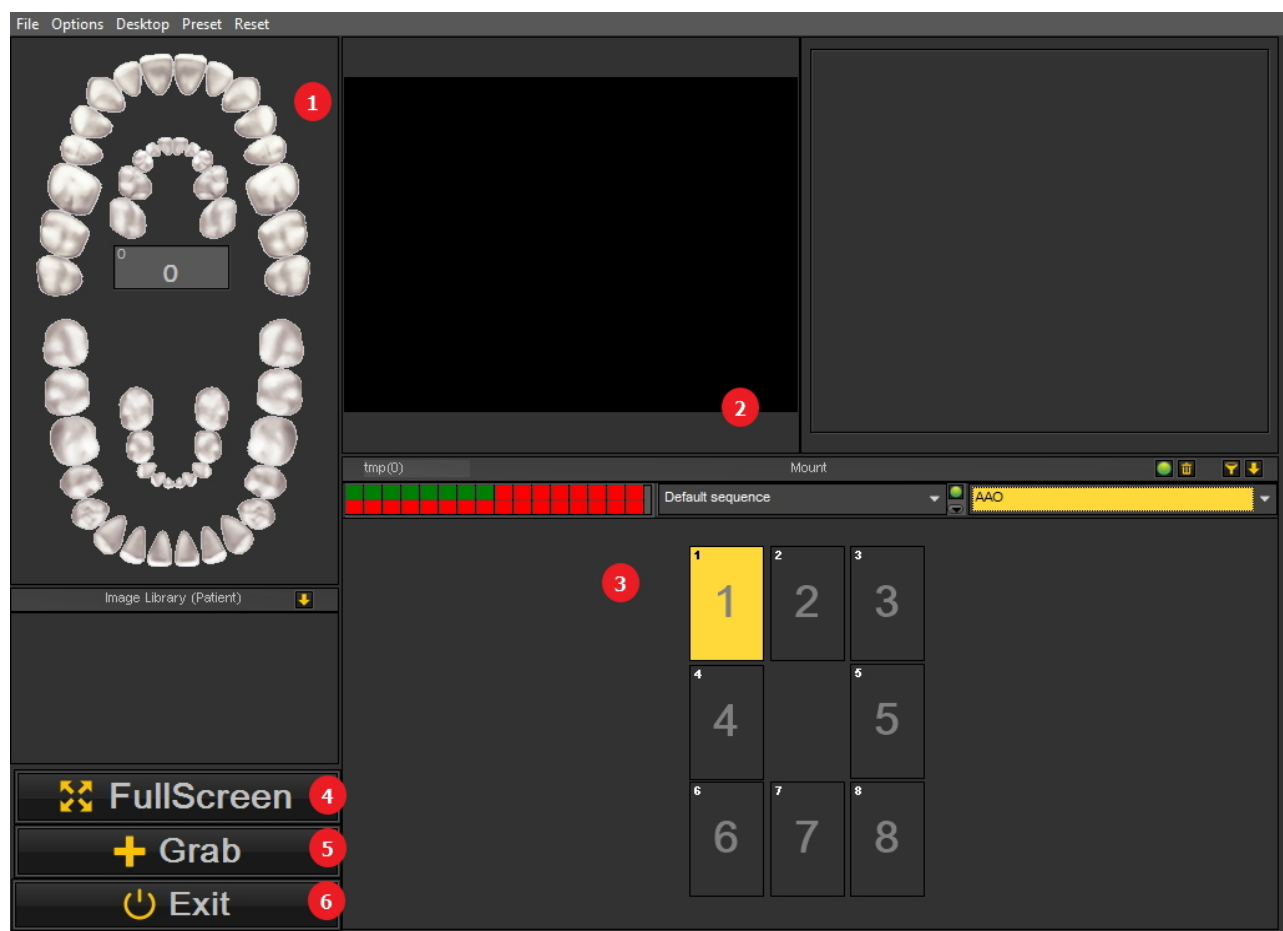 File Options Desktop Preset Reset
1
0
0
2
tmp(0) Mount
Default sequence AAO
3
1 2 3
1 2 3
4 5
4 5
6 7 8
6 7 8
Image Library (Patient)
FullScreen 4
Grab 5
Exit 6